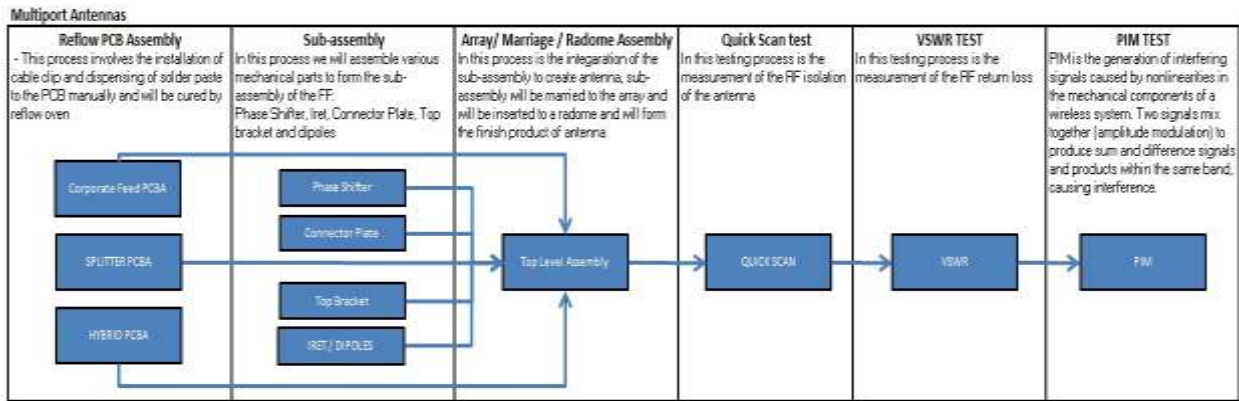 Multiport Antennas
Reflow PCB Assembly
- This process involves the installation of
cable clip and dispensing of solder paste
to the PCB manually and will be cured by
reflow oven
Corporate Feed PCBA
SPLITTER PCBA
HYBRID PCBA
Sub-assembly
In this process we will assemble various
mechanical parts to form the sub-
assembly of the FF:
Phase Shifter, Iret, Connector Plate, Top
bracket and dipoles
Phase Shifter
Connector Plate
Top Bracket
IRET / DIPOLES
Array/ Marriage / Radome Assembly
In this process is the integaration of the
sub-assembly to create antenna, sub-
assembly will be married to the array and
will be inserted to a radome and will form
the finish product of antenna
Top Level Assembly
Quick Scan test
In this testing process is the
measurement of the RF isolation
of the antenna
QUICK SCAN
VSWR TEST
In this testing process is the
measurement of the RF return loss
VSWR
PIM TEST
PIM is the generation of interfering
signals caused by nonlinearities in
the mechanical components of a
wireless system. Two signals mix
together (amplitude modulation) to
produce sum and difference signals
and products within the same band,
causing interference.
PIM